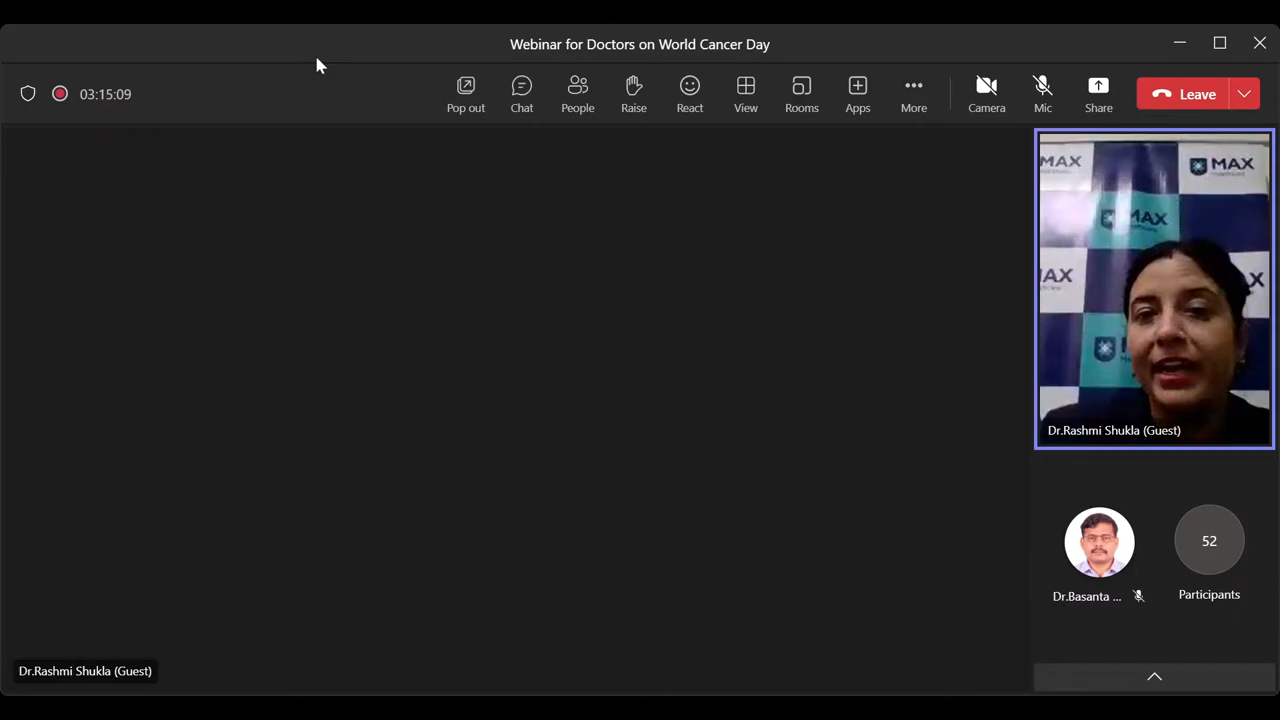 Webinar for Doctors on World Cancer Day
03:15:09
Pop out
Chat
People
Raise
React
View
Rooms
Apps
More
Camera
Mic
Share
Leave
MAX
MAX
Healthcare
MAX
MAX
Dr.Rashmi Shukla (Guest)
Dr.Basanta ...
52
Participants
Dr.Rashmi Shukla (Guest)